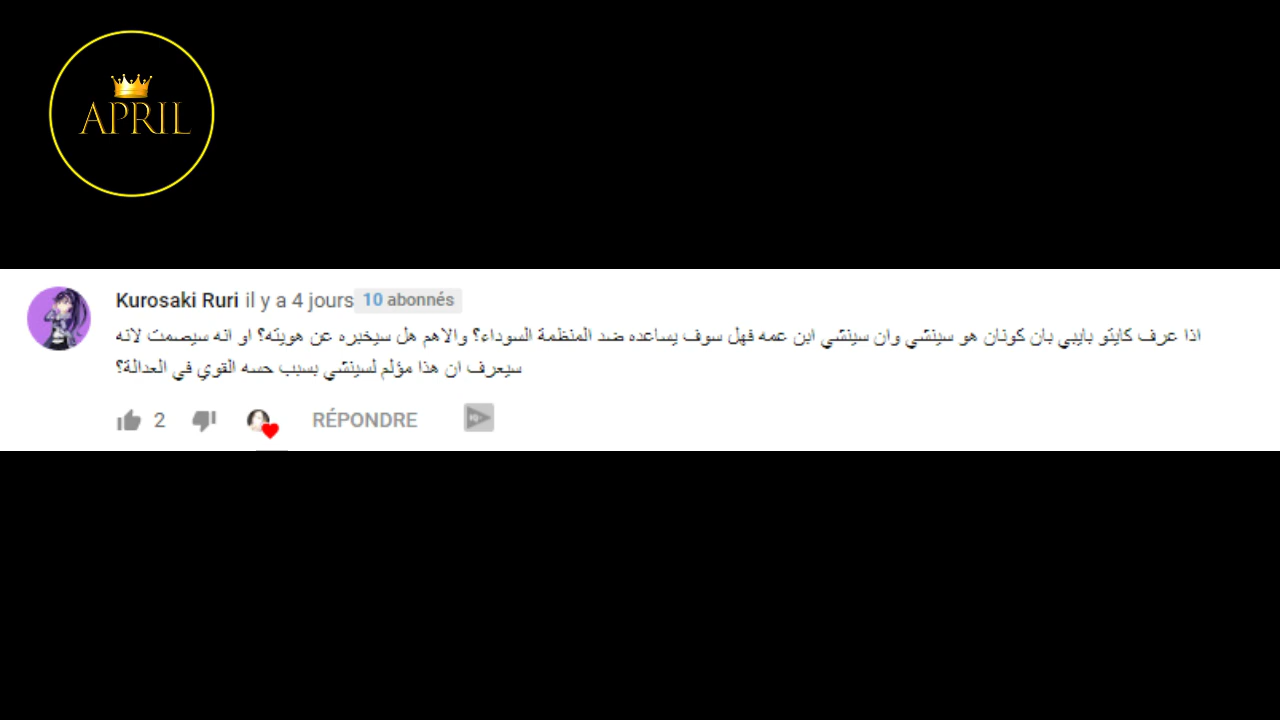 APRIL
Kurosaki Ruri il y a 4 jours 10 abonnés
اذا عرف كايتو بايبي بان كونان هو سينشي وان سينشي ابن عمه فهل سوف يساعده ضد المنظمة السوداء؟ والاهم هل سيخبره عن هويته؟ او انه سيصمت لانه
سيعرف ان هذا مؤلم لسينشي بسبب حسه القوي في العدالة؟
2 RÉPONDRE